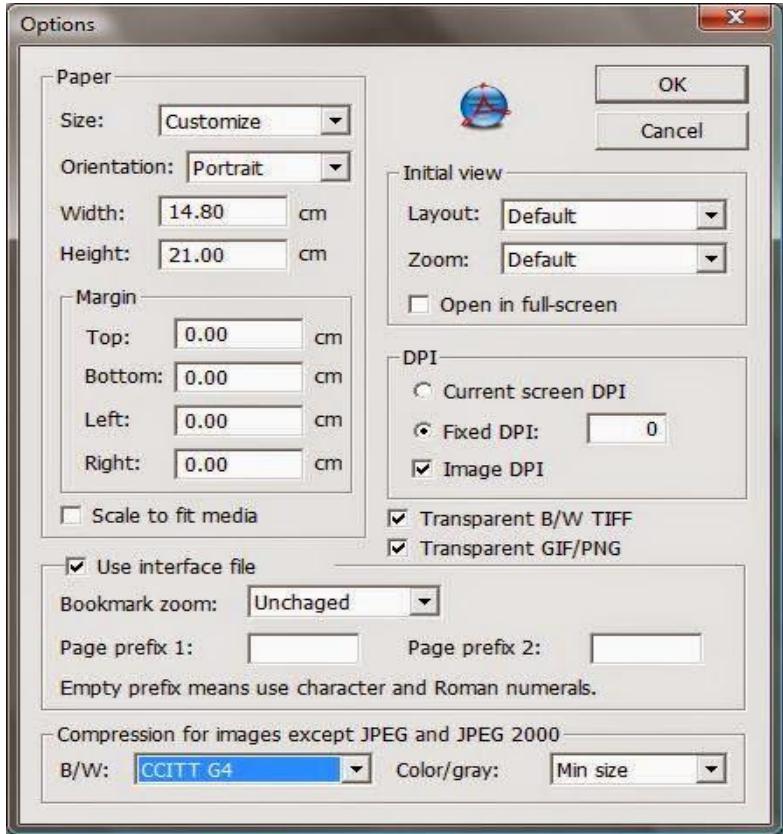 Options
Paper
Size: Customize
Orientation: Portrait
Width: 14.80 cm
Height: 21.00 cm
Margin
Top: 0.00 cm
Bottom: 0.00 cm
Left: 0.00 cm
Right: 0.00 cm
Scale to fit media
OK
Cancel
Initial view
Layout: Default
Zoom: Default
Open in full-screen
DPI
Current screen DPI
Fixed DPI: 0
Image DPI
Transparent B/W TIFF
Transparent GIF/PNG
Use interface file
Bookmark zoom: Unchaged
Page prefix 1: Page prefix 2:
Empty prefix means use character and Roman numerals.
Compression for images except JPEG and JPEG 2000
B/W: CCITT G4 Color/gray: Min size